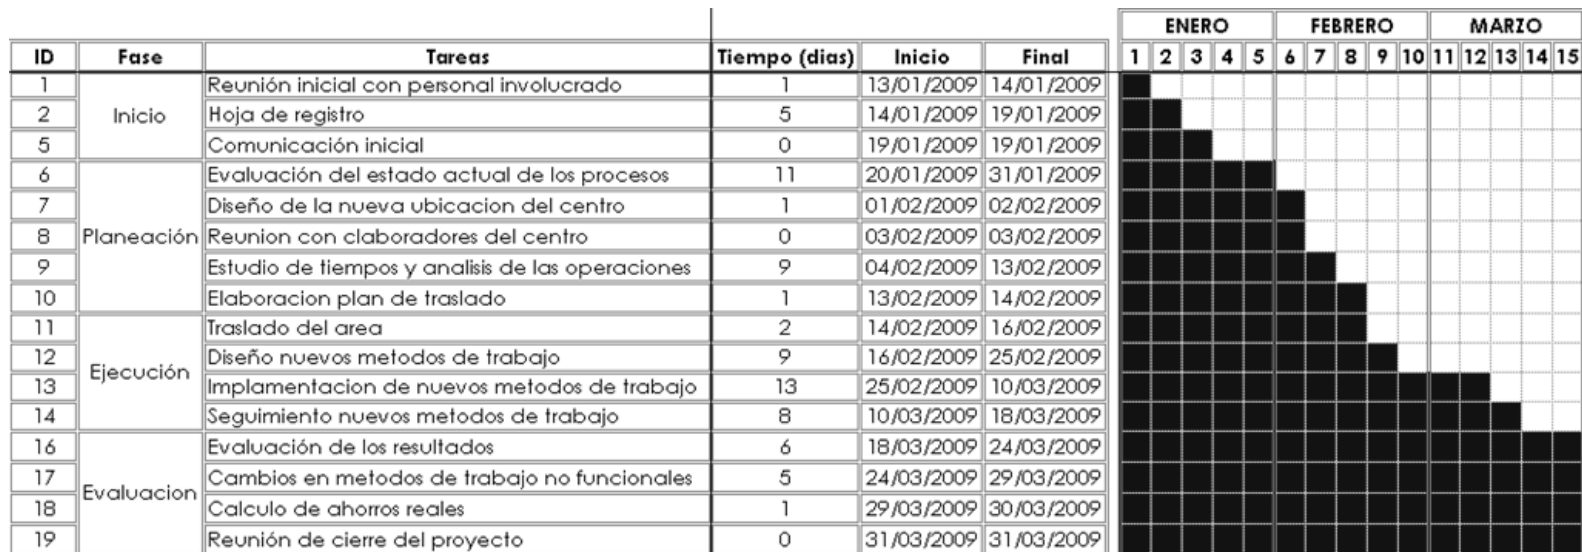 ENERO FEBRERO MARZO
ID Fase Tareas Tiempo (dias) Inicio Final 1 2 3 4 5 6 7 8 9 10 11 12 13 14 15
1 Reunión inicial con personal involucrado 1 13/01/2009 14/01/2009
2 Inicio Hoja de registro 5 14/01/2009 19/01/2009
5 Comunicación inicial 0 19/01/2009 19/01/2009
6 Evaluación del estado actual de los procesos 11 20/01/2009 31/01/2009
7 Diseño de la nueva ubicacion del centro 1 01/02/2009 02/02/2009
8 Planeación Reunion con claboradores del centro 0 03/02/2009 03/02/2009
9 Estudio de tiempos y analisis de las operaciones 9 04/02/2009 13/02/2009
10 Elaboracion plan de traslado 1 13/02/2009 14/02/2009
11 Traslado del area 2 14/02/2009 16/02/2009
12 Ejecución Diseño nuevos metodos de trabajo 9 16/02/2009 25/02/2009
13 Implamentacion de nuevos metodos de trabajo 13 25/02/2009 10/03/2009
14 Seguimiento nuevos metodos de trabajo 8 10/03/2009 18/03/2009
16 Evaluación de los resultados 6 18/03/2009 24/03/2009
17 Evaluacion Cambios en metodos de trabajo no funcionales 5 24/03/2009 29/03/2009
18 Calculo de ahorros reales 1 29/03/2009 30/03/2009
19 Reunión de cierre del proyecto 0 31/03/2009 31/03/2009